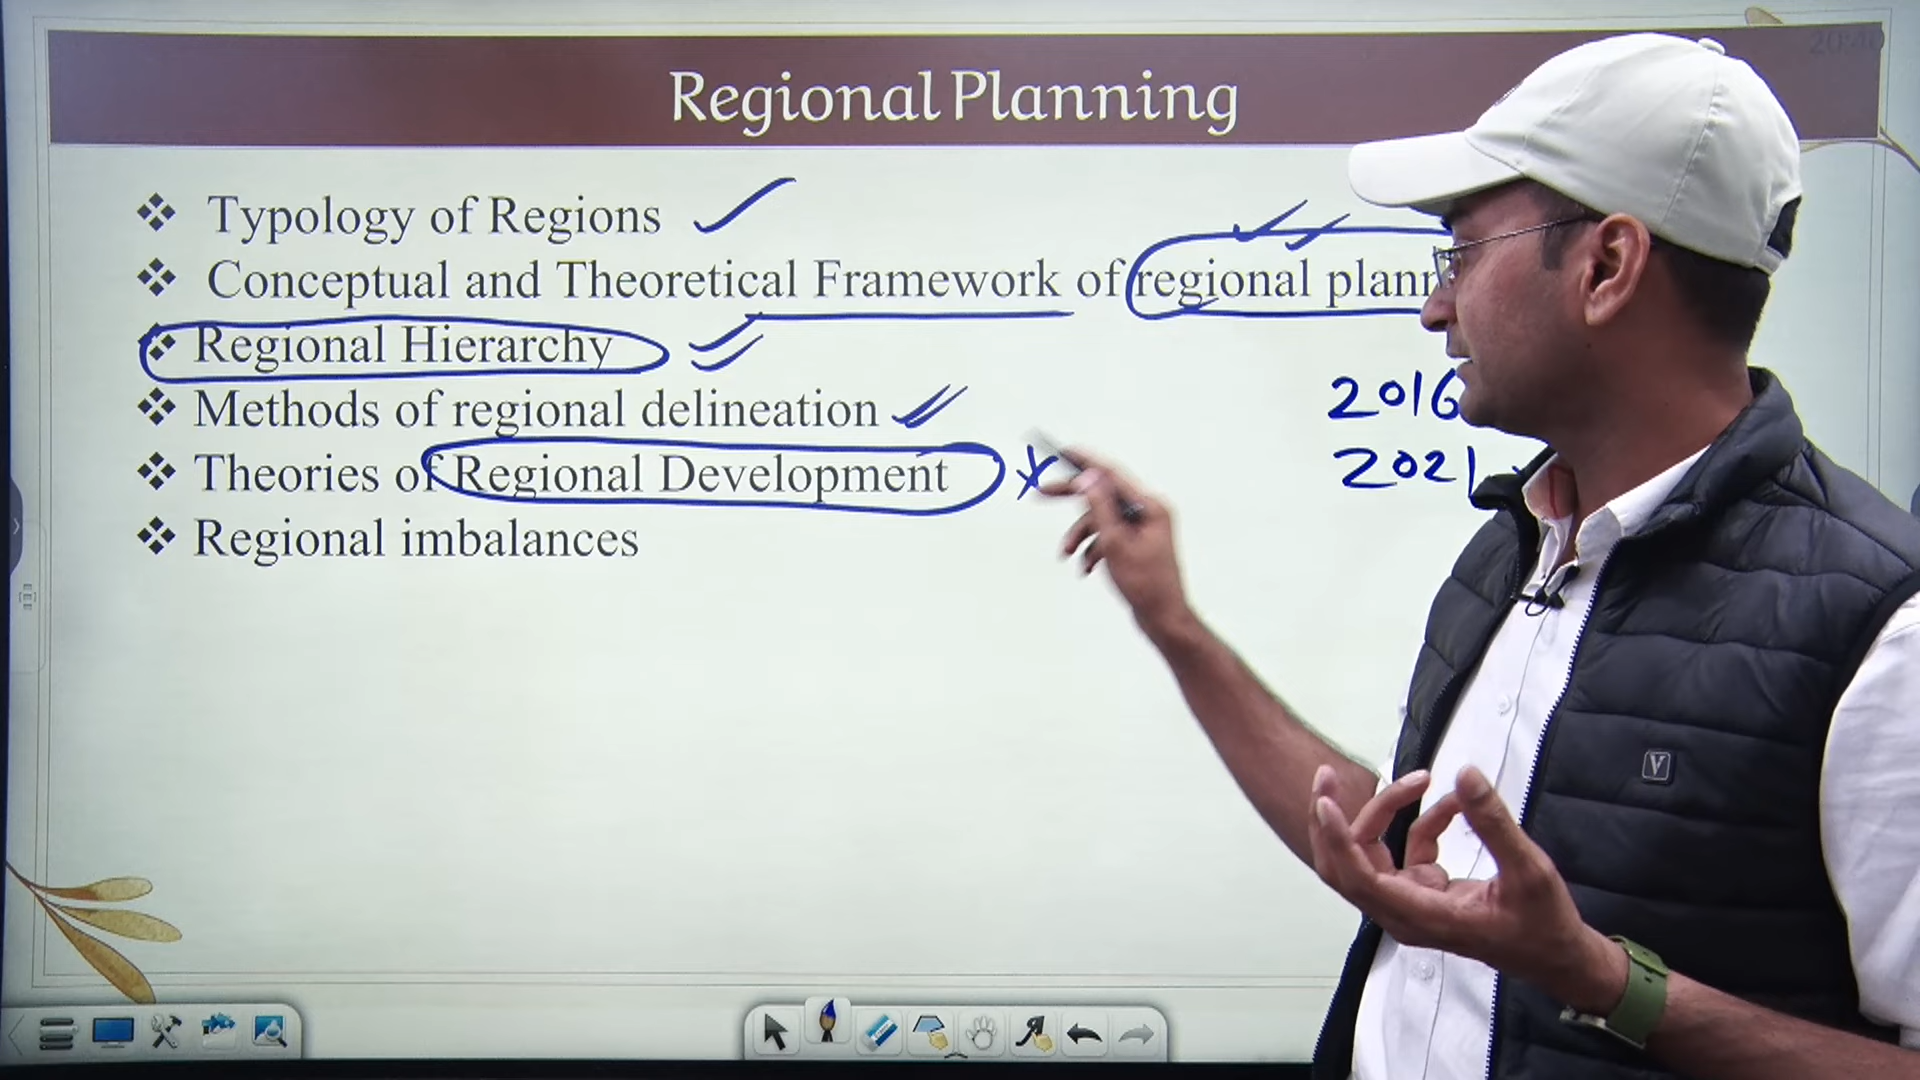 Regional Planning
Typology of Regions
Conceptual and Theoretical Framework of regional plann
Regional Hierarchy
Methods of regional delineation
Theories of Regional Development
Regional imbalances
2016
2021
V